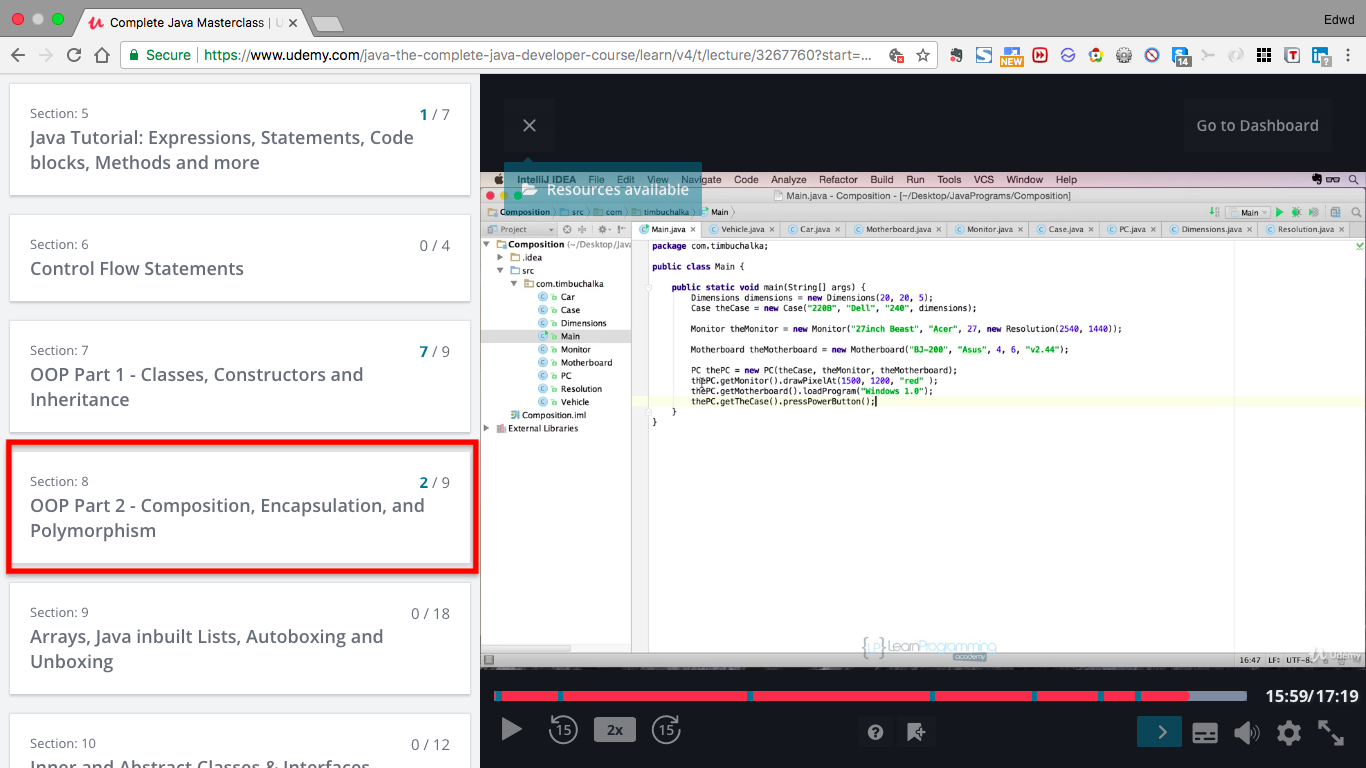 Complete Java Masterclass | U
Edwd
Secure | https://www.udemy.com/java-the-complete-java-developer-course/learn/v4/t/lecture/3267760?start=...
NEW
14
Section: 5
1 / 7
Java Tutorial: Expressions, Statements, Code
blocks, Methods and more
Section: 6
0 / 4
Control Flow Statements
Section: 7
7 / 9
OOP Part 1 - Classes, Constructors and
Inheritance
Section: 8
2 / 9
OOP Part 2 - Composition, Encapsulation, and
Polymorphism
Section: 9
0 / 18
Arrays, Java inbuilt Lists, Autoboxing and
Unboxing
Section: 10
0 / 12
Inner and Abstract Classes & Interfaces
Go to Dashboard
Resources available
IntelliJ IDEA File Edit View Navigate Code Analyze Refactor Build Run Tools VCS Window Help
Main.java - Composition - [~/Desktop/JavaPrograms/Composition]
Composition src com timbuchalka Main
Main
Project
Main.java Vehicle.java Car.java Motherboard.java Monitor.java Case.java PC.java Dimensions.java Resolution.java
Composition (~/Desktop/Java
.idea
src
com.timbuchalka
Car
Case
Dimensions
Main
Monitor
Motherboard
PC
Resolution
Vehicle
Composition.iml
External Libraries
package com.timbuchalka;
public class Main {
public static void main(String[] args) {
Dimensions dimensions = new Dimensions(20, 20, 5);
Case theCase = new Case("220B", "Dell", "240", dimensions);
Monitor theMonitor = new Monitor("27inch Beast", "Acer", 27, new Resolution(2540, 1440));
Motherboard theMotherboard = new Motherboard("BJ-200", "Asus", 4, 6, "v2.44");
PC thePC = new PC(theCase, theMonitor, theMotherboard);
thePC.getMonitor().drawPixelAt(1500, 1200, "red" );
thePC.getMotherboard().loadProgram("Windows 1.0");
thePC.getTheCase().pressPowerButton();
}
}
{LP} LearnProgramming
academy
16:47 LF: UTF-8
Udemy
15:59/17:19
15
2x
15